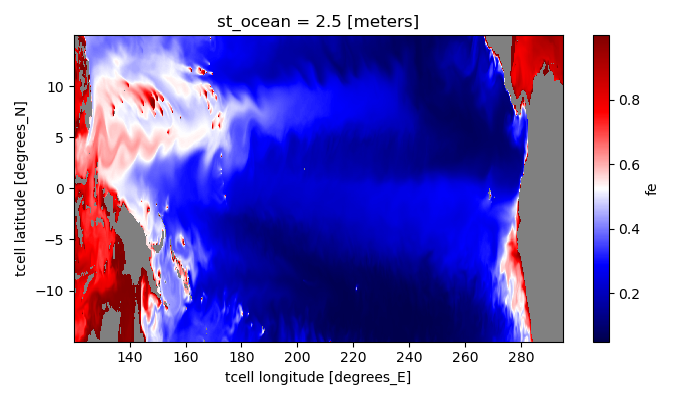 st_ocean = 2.5 [meters]
10
5
0
−5
−10
tcell latitude [degrees_N]
140 160 180 200 220 240 260 280
tcell longitude [degrees_E]
0.8
0.6
0.4
0.2
fe